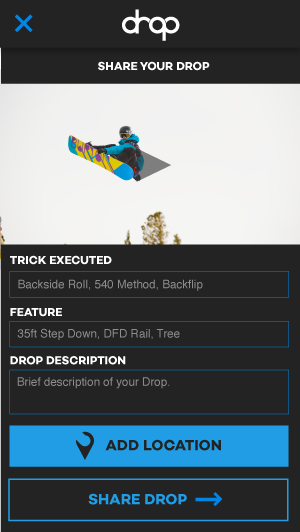 drop
SHARE YOUR DROP
TRICK EXECUTED
Backside Roll, 540 Method, Backflip
FEATURE
35ft Step Down, DFD Rail, Tree
DROP DESCRIPTION
Brief description of your Drop.
ADD LOCATION
SHARE DROP